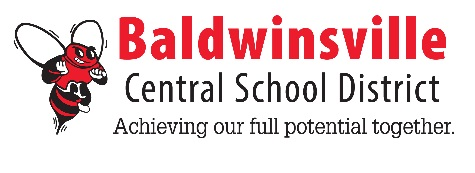 Baldwinsville
Central School District
Achieving our full potential together.